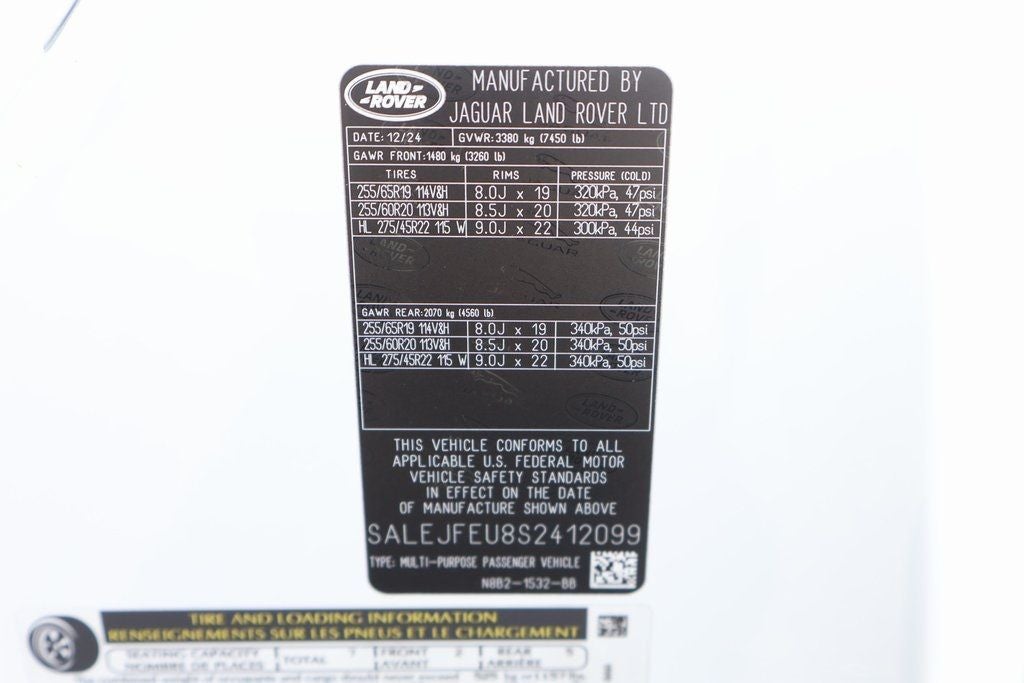 LAND-
-ROVER
MANUFACTURED BY
JAGUAR LAND ROVER LTD
DATE: 12/24 GVWR:3380 kg (7450 lb)
GAWR FRONT:1480 kg (3260 lb)
TIRES RIMS PRESSURE (COLD)
255/65R19 114V&H 8.0J x 19 320kPa, 47psi
255/60R20 113V&H 8.5J x 20 320kPa, 47psi
HL 275/45R22 115 W 9.0J x 22 300kPa, 44psi
GAWR REAR:2070 kg (4560 lb)
255/65R19 114V&H 8.0J x 19 340kPa, 50psi
255/60R20 113V&H 8.5J x 20 340kPa, 50psi
HL 275/45R22 115 W 9.0J x 22 340kPa, 50psi
THIS VEHICLE CONFORMS TO ALL
APPLICABLE U.S. FEDERAL MOTOR
VEHICLE SAFETY STANDARDS
IN EFFECT ON THE DATE
OF MANUFACTURE SHOWN ABOVE
SALEJFEU8S2412099
TYPE: MULTI-PURPOSE PASSENGER VEHICLE
N8B2-1532-BB
TIRE AND LOADING INFORMATION
RENSEIGNEMENTS SUR LES PNEUS ET LE CHARGEMENT
SEATING CAPACITY TOTAL 7 FRONT 2 REAR 5
NOMBRE DE PLACES AVANT ARRIÈRE